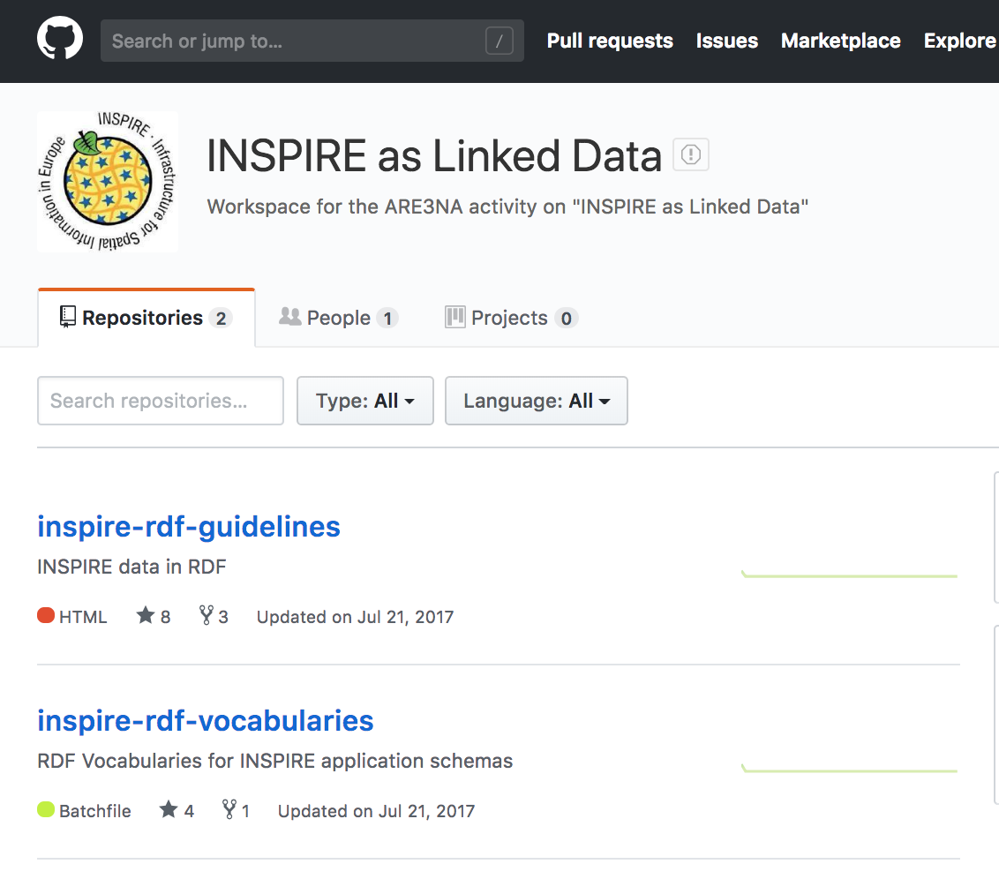 Search or jump to...
/
Pull requests
Issues
Marketplace
Explore
INSPIRE · Infrastructure for Spatial Information in Europe
INSPIRE as Linked Data
Workspace for the ARE3NA activity on "INSPIRE as Linked Data"
Repositories 2
People 1
Projects 0
Search repositories...
Type: All
Language: All
inspire-rdf-guidelines
INSPIRE data in RDF
HTML 8 3 Updated on Jul 21, 2017
inspire-rdf-vocabularies
RDF Vocabularies for INSPIRE application schemas
Batchfile 4 1 Updated on Jul 21, 2017